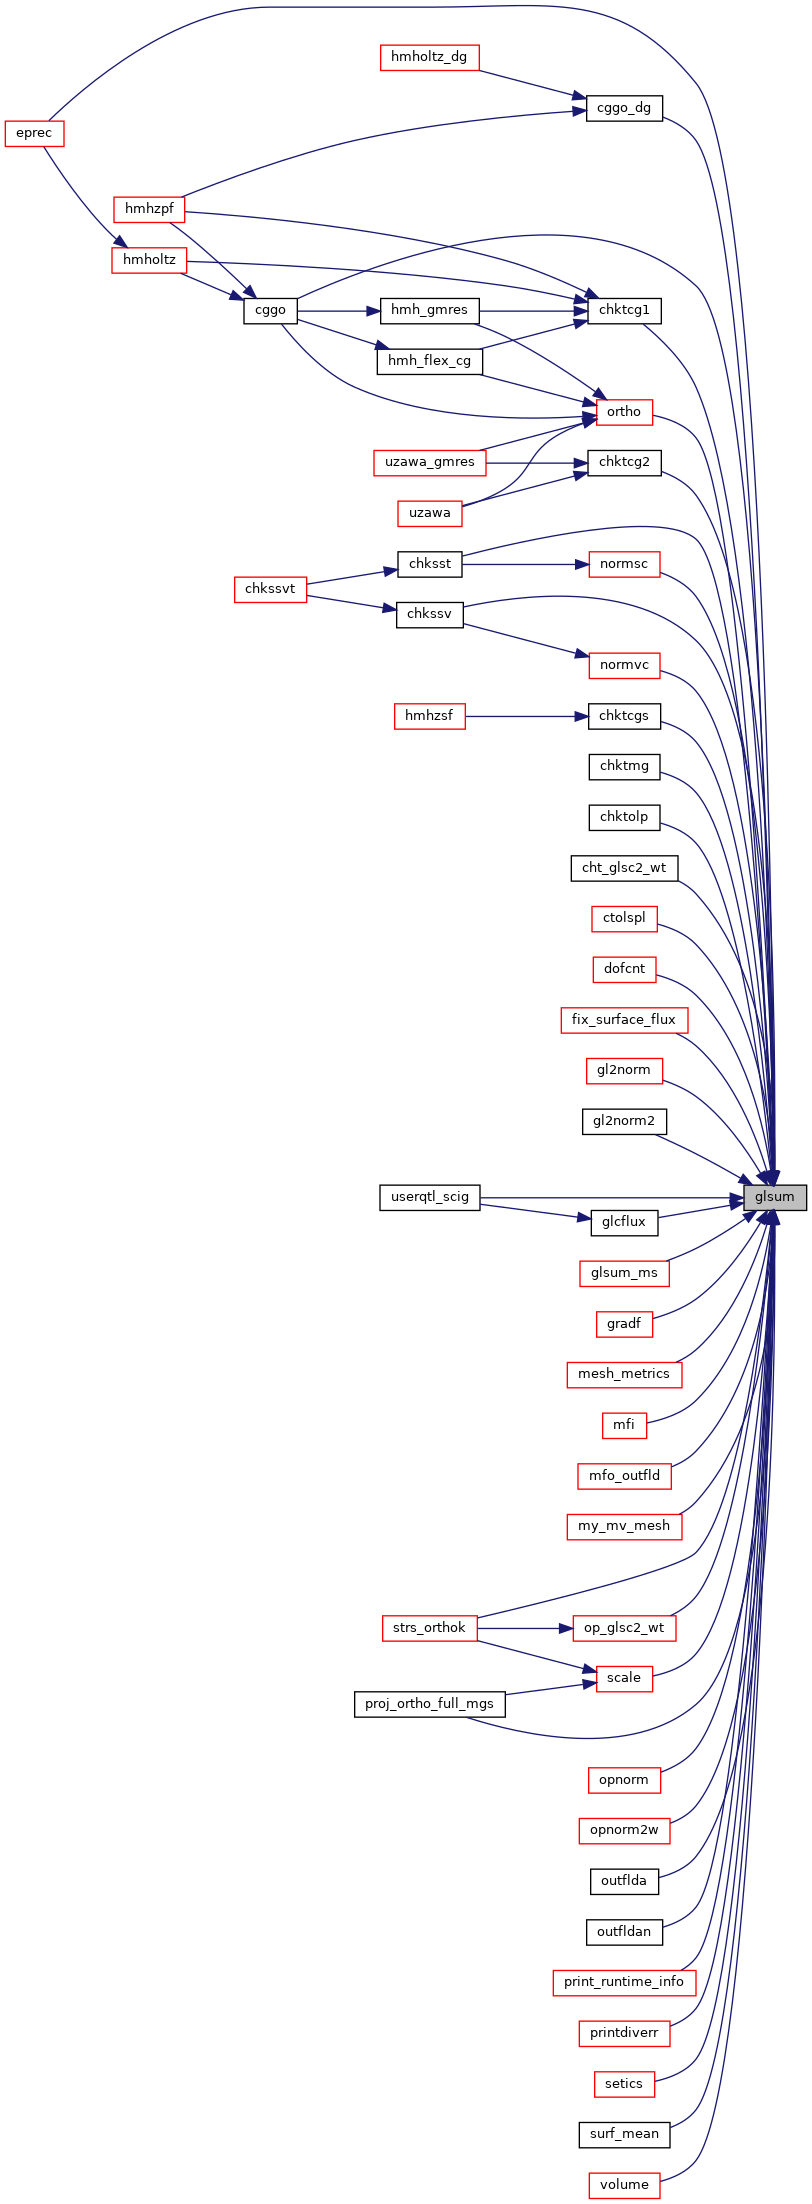 hmholtz_dg
cggo_dg
eprec
hmhzpf
hmholtz
cggo
hmh_gmres
chktcg1
hmh_flex_cg
ortho
uzawa_gmres
chktcg2
uzawa
chksst
normsc
chkssvt
chkssv
normvc
hmhzsf
chktcgs
chktmg
chktolp
cht_glsc2_wt
ctolspl
dofcnt
fix_surface_flux
gl2norm
gl2norm2
userqtl_scig
glsum
glcflux
glsum_ms
gradf
mesh_metrics
mfi
mfo_outfld
my_mv_mesh
strs_orthok
op_glsc2_wt
scale
proj_ortho_full_mgs
opnorm
opnorm2w
outflda
outfldan
print_runtime_info
printdiverr
setics
surf_mean
volume